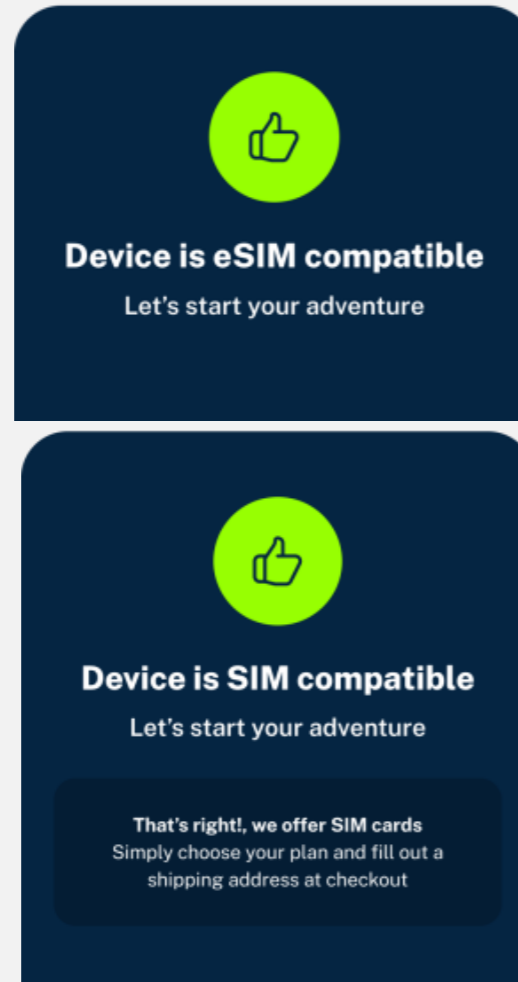 Device is eSIM compatible
Let's start your adventure
Device is SIM compatible
Let's start your adventure
That's right!, we offer SIM cards
Simply choose your plan and fill out a
shipping address at checkout